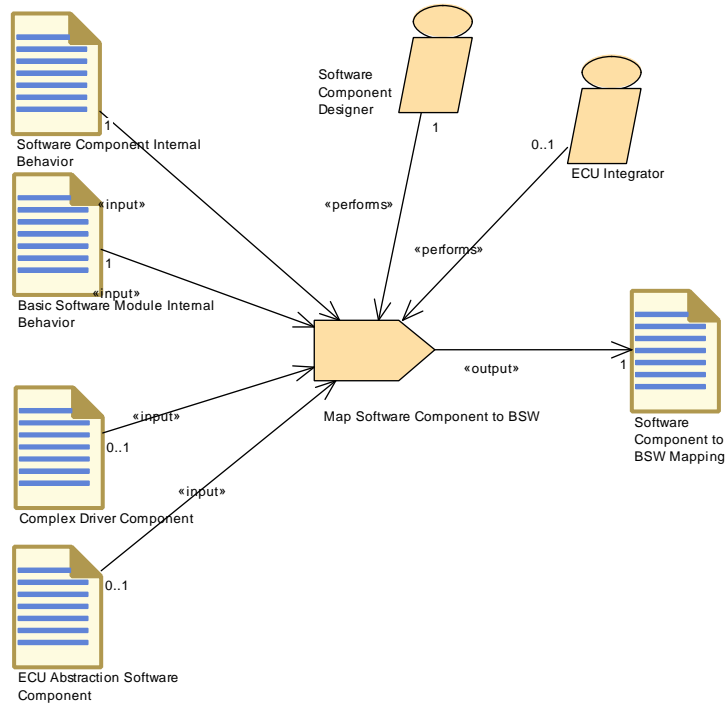 Software
Component
Designer
1
0..1
ECU Integrator
1
Software Component Internal
Behavior
«input»
«performs»
«performs»
1
«input»
Basic Software Module Internal
Behavior
«output»
1
«input»
Map Software Component to BSW
Software
Component to
BSW Mapping
0..1
«input»
Complex Driver Component
0..1
ECU Abstraction Software
Component